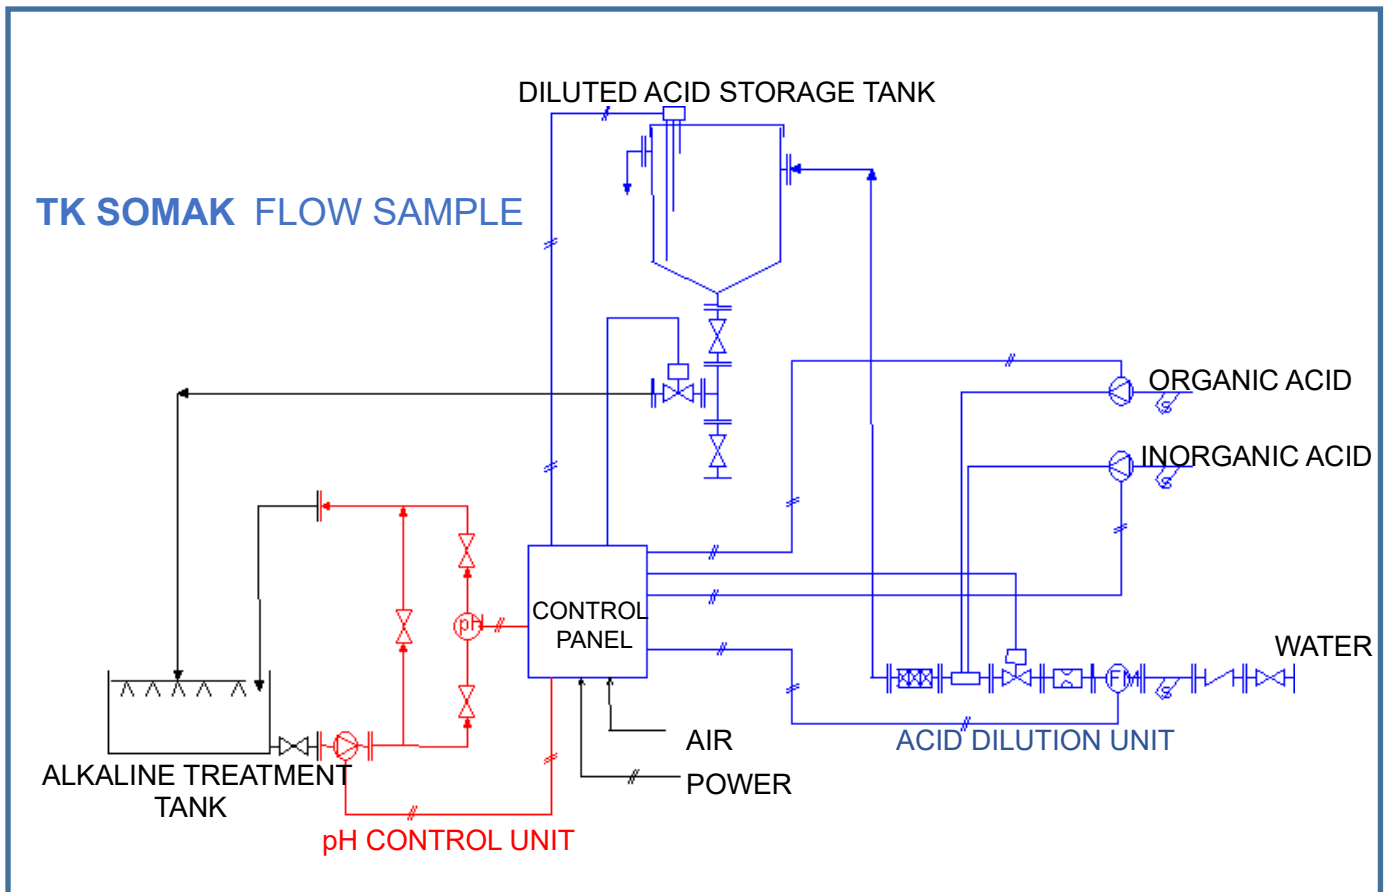 DILUTED ACID STORAGE TANK
TK SOMAK FLOW SAMPLE
ORGANIC ACID
S
INORGANIC ACID
S
CONTROL
PANEL
pH
WATER
FM
S
AIR
ACID DILUTION UNIT
POWER
ALKALINE TREATMENT
TANK
pH CONTROL UNIT